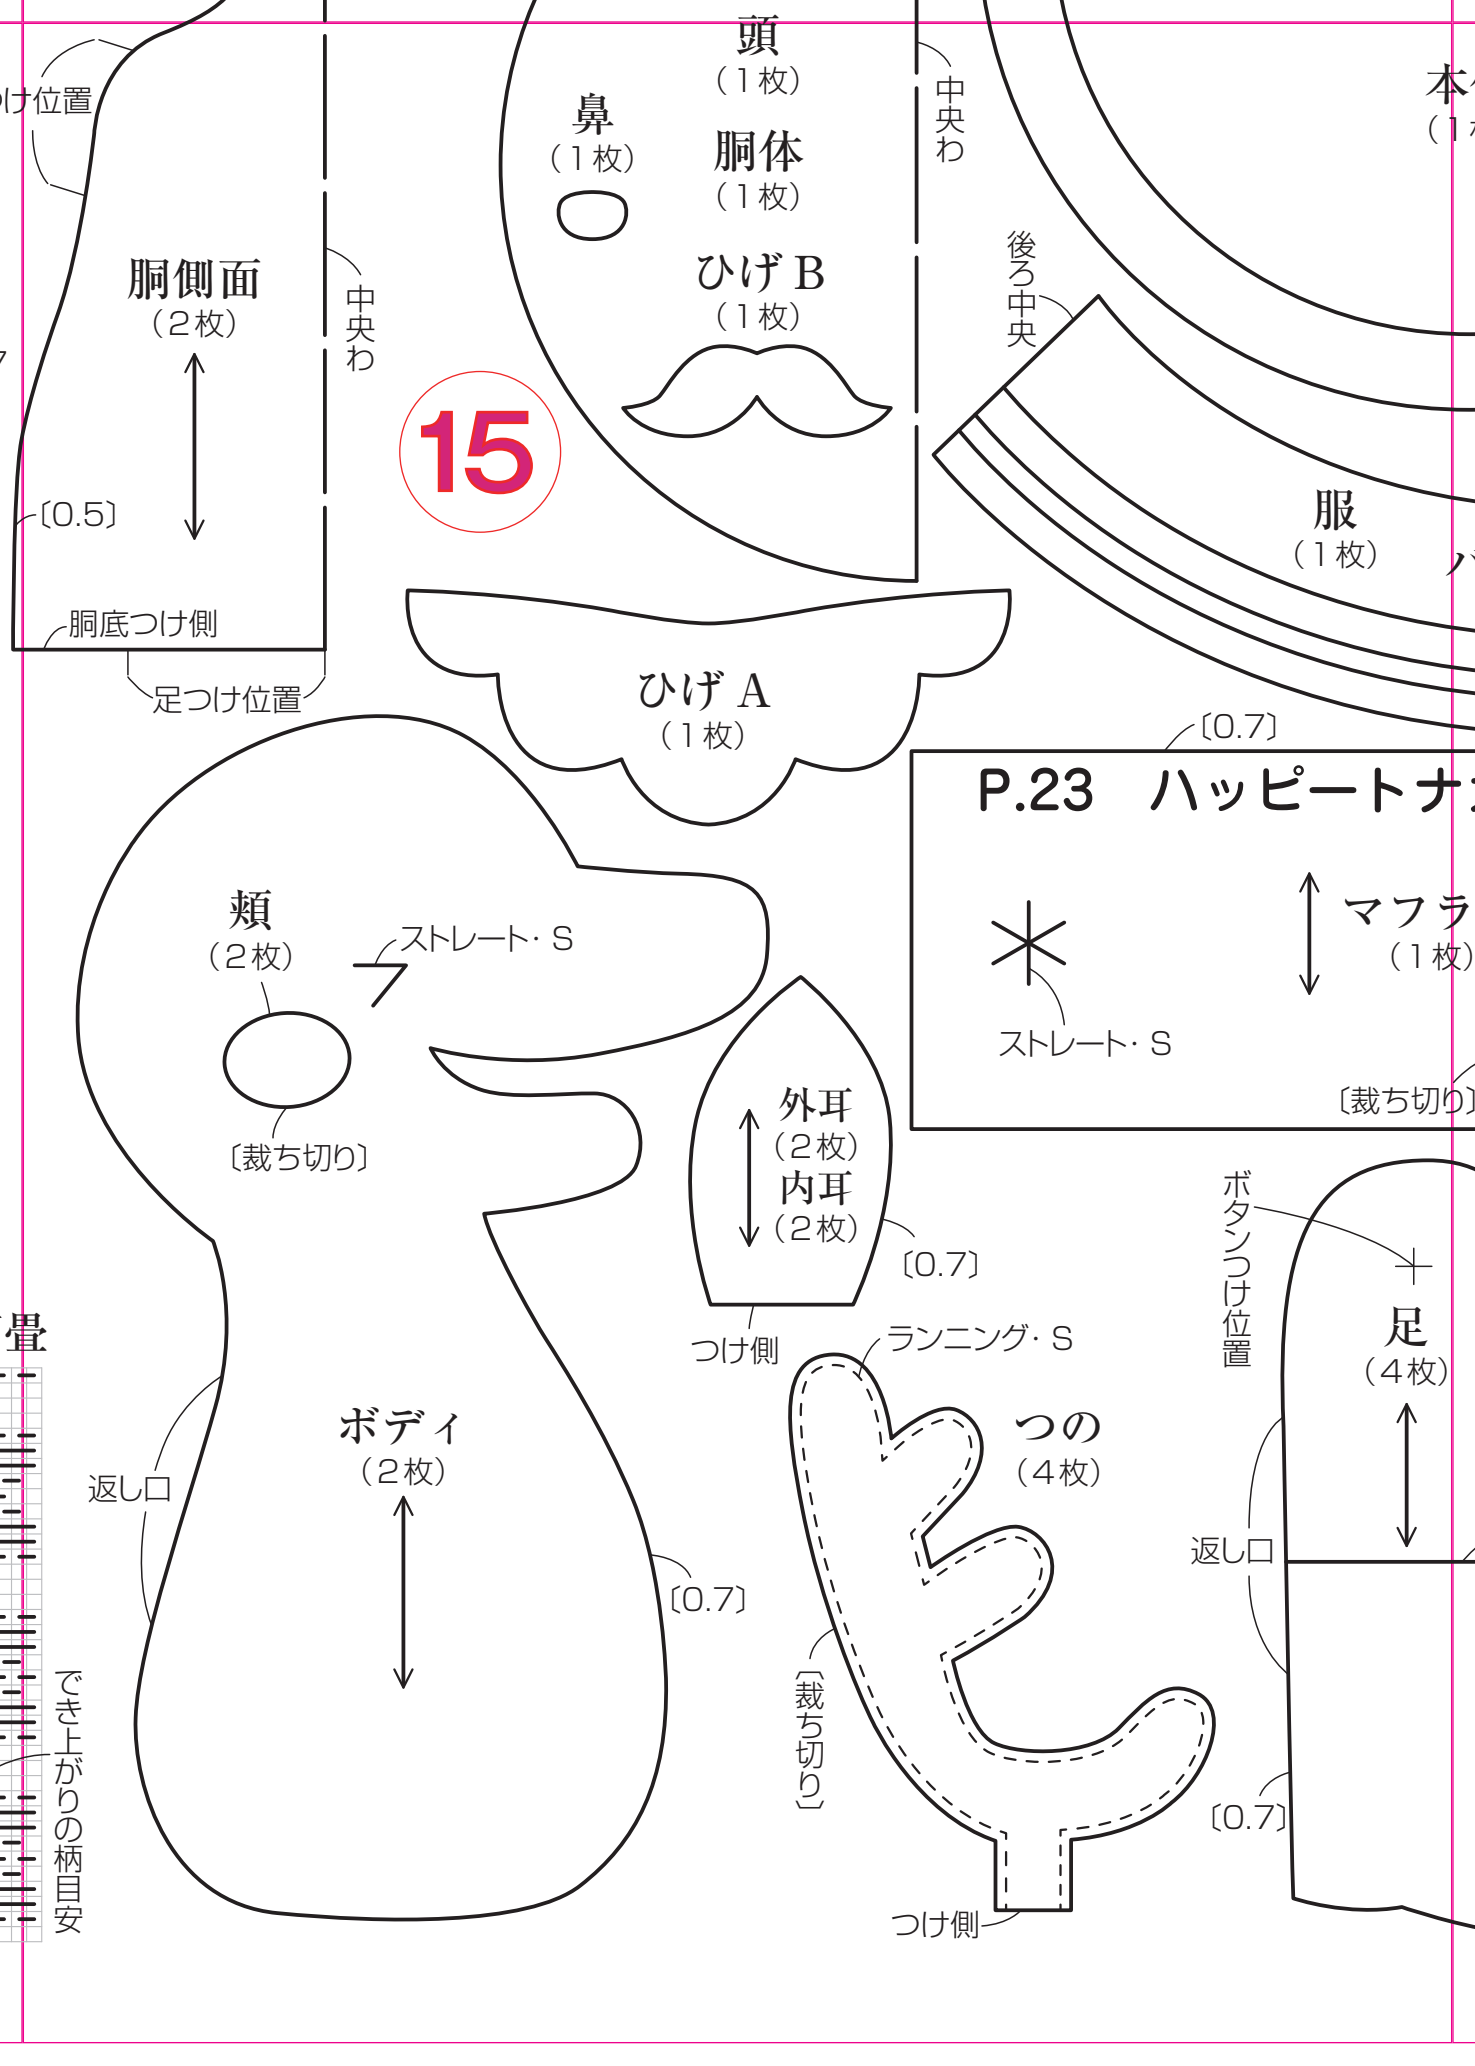 つけ位置
胴側面
（2枚）
中央わ
〔0.5〕
胴底つけ側
足つけ位置
15
頭
（1枚）
鼻
（1枚）
胴体
（1枚）
ひげ B
（1枚）
中央わ
後ろ中央
服
（1枚）
ひげ A
（1枚）
〔0.7〕
P.23 ハッピートナ
マフラ
（1枚）
ストレート・S
〔裁ち切り〕
頬
（2枚）
ストレート・S
〔裁ち切り〕
外耳
（2枚）
内耳
（2枚）
〔0.7〕
つけ側
ボディ
（2枚）
返し口
〔0.7〕
ランニング・S
つの
（4枚）
〔裁ち切り〕
つけ側
ボタンつけ位置
足
（4枚）
返し口
〔0.7〕
畳
でき上がりの柄目安